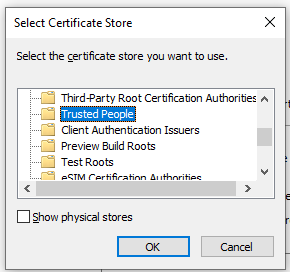 Select Certificate Store
Select the certificate store you want to use.
Third-Party Root Certification Authorities
Trusted People
Client Authentication Issuers
Preview Build Roots
Test Roots
eSIM Certification Authorities
Show physical stores
OK
Cancel